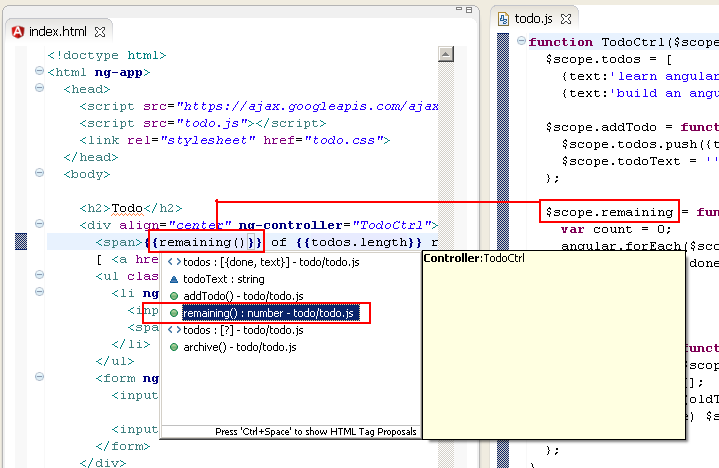 index.html
<!doctype html>
<html ng-app>
<head>
<script src="https://ajax.googleapis.com/ajax
<script src="todo.js"></script>
<link rel="stylesheet" href="todo.css">
</head>
<body>
<h2>Todo</h2>
<div align="center" ng-controller="TodoCtrl">
<span>{{remaining()}} of {{todos.length}} r
[ <a h
<ul clas
<li ng
<inp
<spa
</li>
</ul>
<form ng
<input
<input
</form>
</div>
todos : [{done, text}] - todo/todo.js
todoText : string
addTodo() - todo/todo.js
remaining() : number - todo/todo.js
todos : [?] - todo/todo.js
archive() - todo/todo.js
Press 'Ctrl+Space' to show HTML Tag Proposals
Controller:TodoCtrl
todo.js
function TodoCtrl($scop
$scope.todos = [
{text:'learn angular
{text:'build an angu
$scope.addTodo = funct
$scope.todos.push({t
$scope.todoText = ''
};
$scope.remaining = fun
var count = 0;
angular.forEach($sco
done
funct
$scop
[];
(oldT
e) $s
};